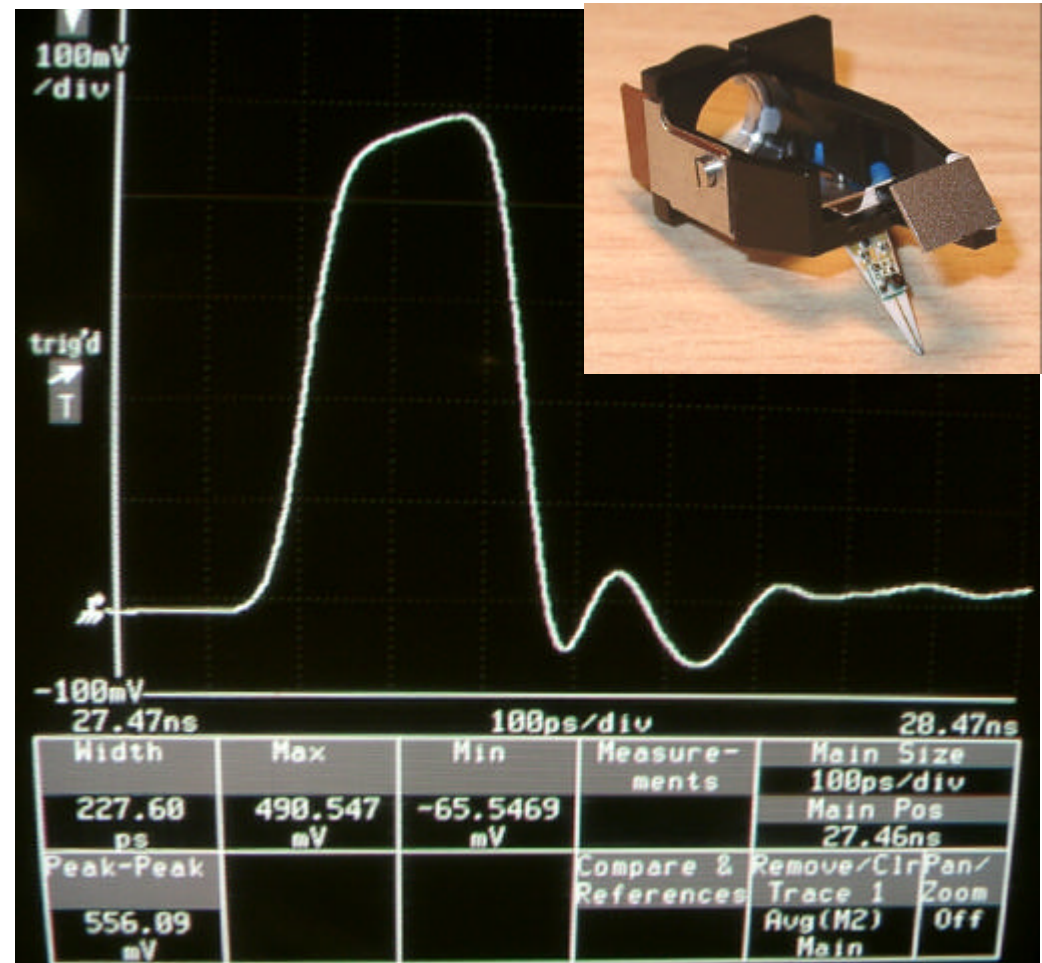 100mV
/div
trig'd
T
-100mV
27.47ns 100ps/div 28.47ns
Width Max Min Measure- Main Size
ments 100ps/div
227.60 490.547 -65.5469 Main Pos
ps mV mV 27.46ns
Peak-Peak Compare & Remove/Clr Pan/
References Trace 1 Zoom
556.09 Avg(M2) Off
mV Main